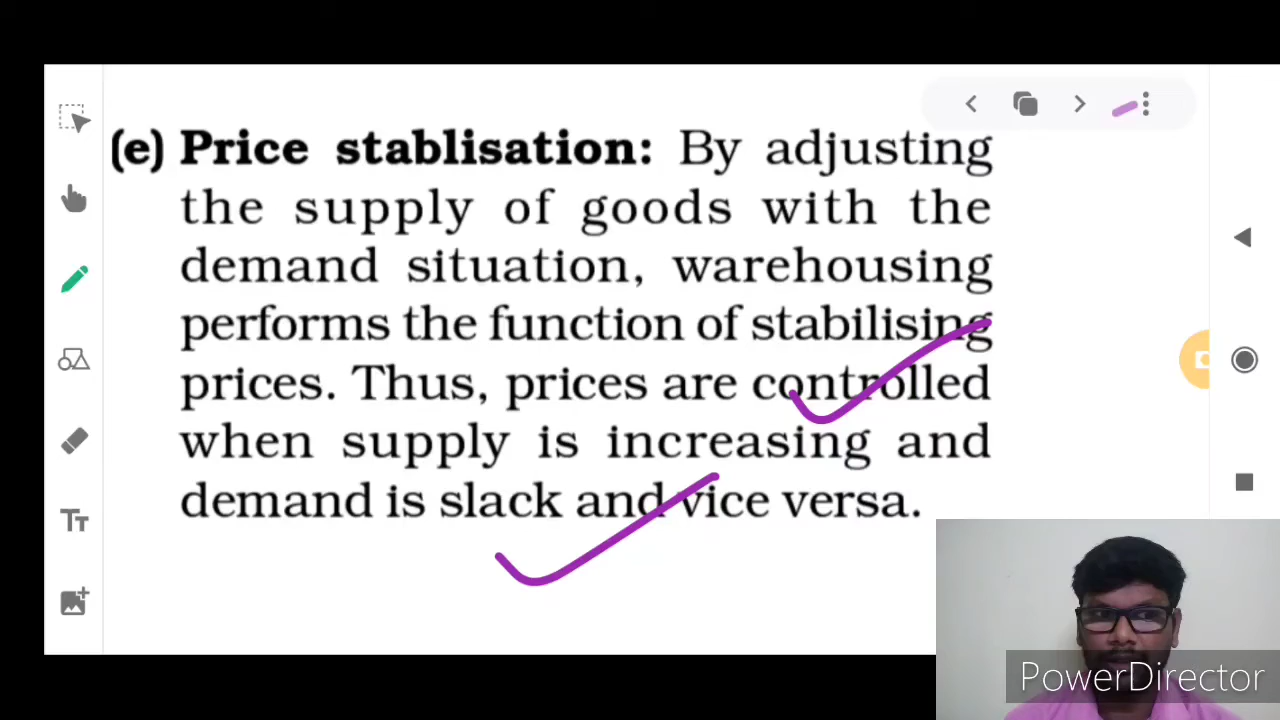 (e) Price stablisation: By adjusting
the supply of goods with the
demand situation, warehousing
performs the function of stabilising
prices. Thus, prices are controlled
when supply is increasing and
demand is slack and vice versa.
TT
PowerDirector